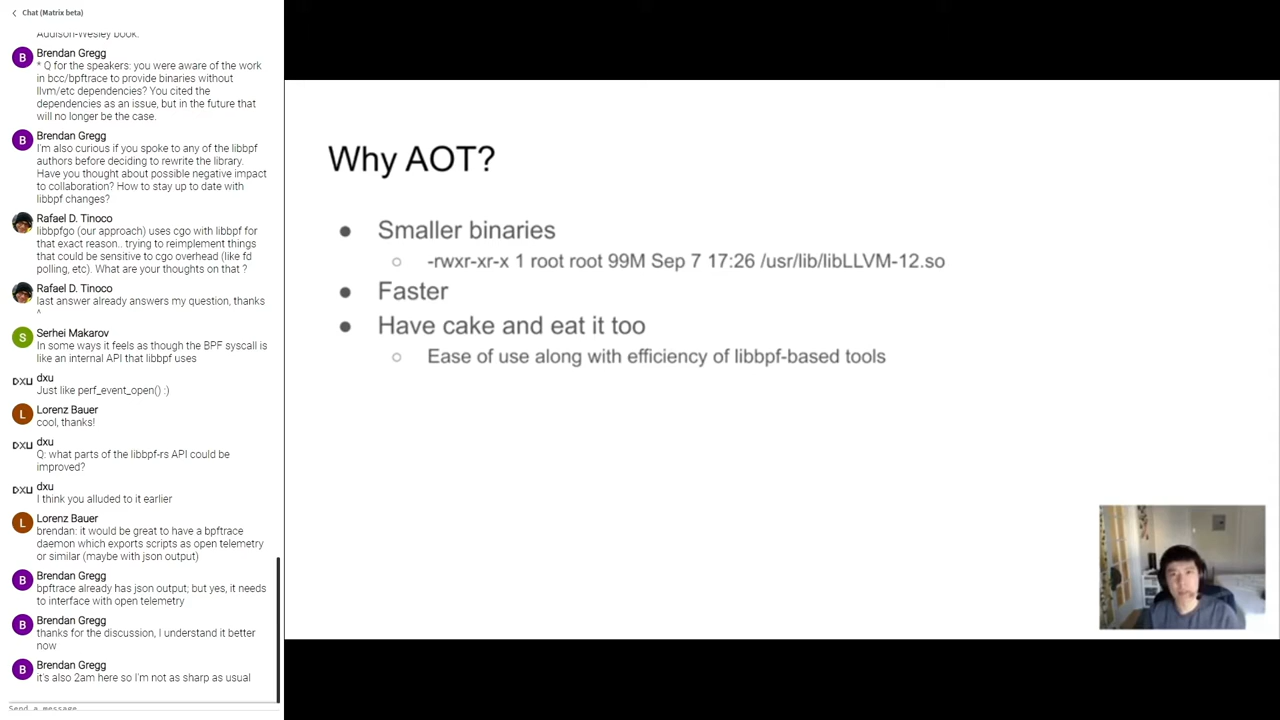 Chat (Matrix beta)
Addison-Wesley book.
Brendan Gregg
* Q for the speakers: you were aware of the work
in bcc/bpftrace to provide binaries without
llvm/etc dependencies? You cited the
dependencies as an issue, but in the future that
will no longer be the case.
Brendan Gregg
I'm also curious if you spoke to any of the libbpf
authors before deciding to rewrite the library.
Have you thought about possible negative impact
to collaboration? How to stay up to date with
libbpf changes?
Rafael D. Tinoco
libbpfgo (our approach) uses cgo with libbpf for
that exact reason.. trying to reimplement things
that could be sensitive to cgo overhead (like fd
polling, etc). What are your thoughts on that ?
Rafael D. Tinoco
last answer already answers my question, thanks
^
Serhei Makarov
In some ways it feels as though the BPF syscall is
like an internal API that libbpf uses
dxu
Just like perf_event_open() :)
Lorenz Bauer
cool, thanks!
dxu
Q: what parts of the libbpf-rs API could be
improved?
dxu
I think you alluded to it earlier
Lorenz Bauer
brendan: it would be great to have a bpftrace
daemon which exports scripts as open telemetry
or similar (maybe with json output)
Brendan Gregg
bpftrace already has json output; but yes, it needs
to interface with open telemetry
Brendan Gregg
thanks for the discussion, I understand it better
now
Brendan Gregg
it's also 2am here so I'm not as sharp as usual
Send a message
B
B
DXU
S
L
DXU
DXU
L
B
B
B
Why AOT?
● Smaller binaries
○ -rwxr-xr-x 1 root root 99M Sep 7 17:26 /usr/lib/libLLVM-12.so
● Faster
● Have cake and eat it too
○ Ease of use along with efficiency of libbpf-based tools